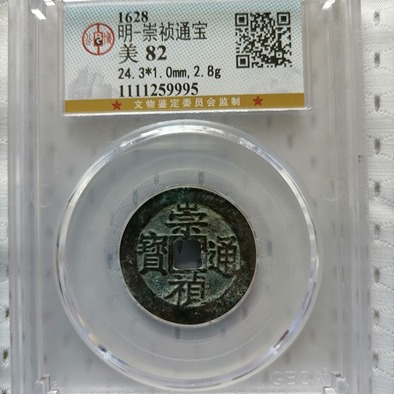 1628
明-崇祯通宝
美 82
24.3*1.0mm,2.8g
★ 文物鉴定委员会监制 ★
1111259995
崇
寶 通
禎